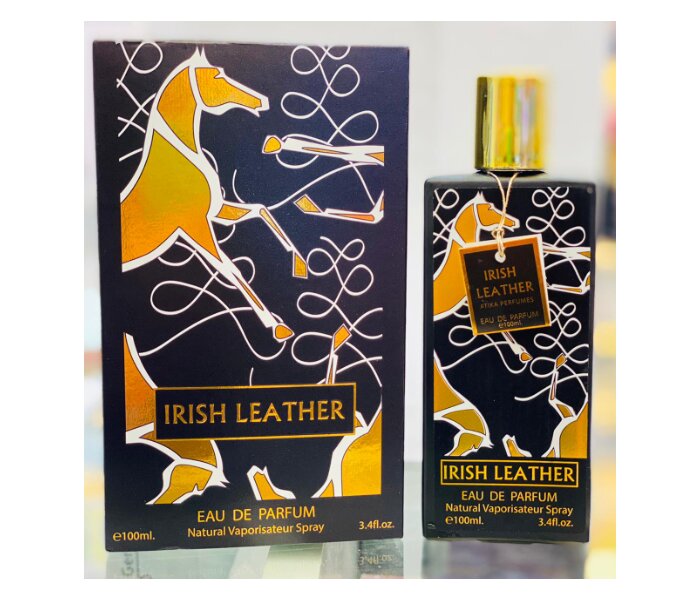 IRISH LEATHER
EAU DE PARFUM
Natural Vaporisateur Spray
℮100ml.
3.4fl.oz.
IRISH
LEATHER
ATIKA PERFUMES
EAU DE PARFUM
℮100ml.
IRISH LEATHER
EAU DE PARFUM
Natural Vaporisateur Spray
℮100ml.
3.4fl.oz.